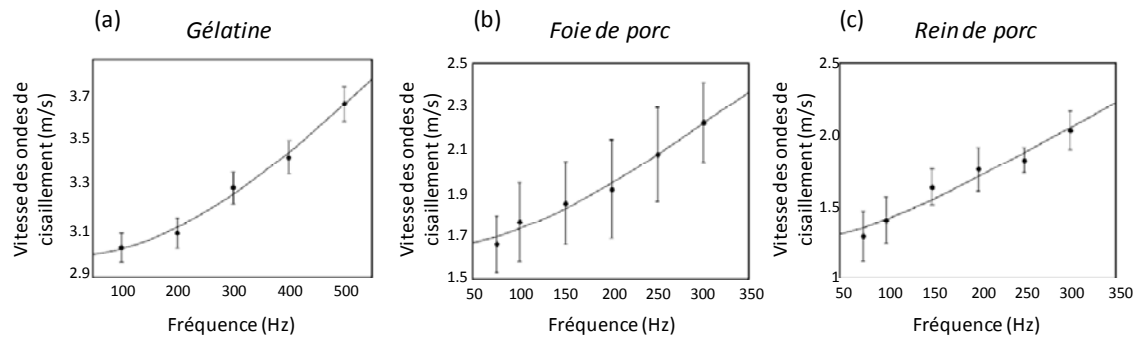 (a)
Gélatine
Vitesse des ondes de
cisaillement (m/s)
3.7
3.5
3.3
3.1
2.9
100 200 300 400 500
Fréquence (Hz)
(b)
Foie de porc
Vitesse des ondes de
cisaillement (m/s)
2.5
2.3
2.1
1.9
1.7
1.5
50 100 150 200 250 300 350
Fréquence (Hz)
(c)
Rein de porc
Vitesse des ondes de
cisaillement (m/s)
2.5
2.0
1.5
1
50 100 150 200 250 300 350
Fréquence (Hz)